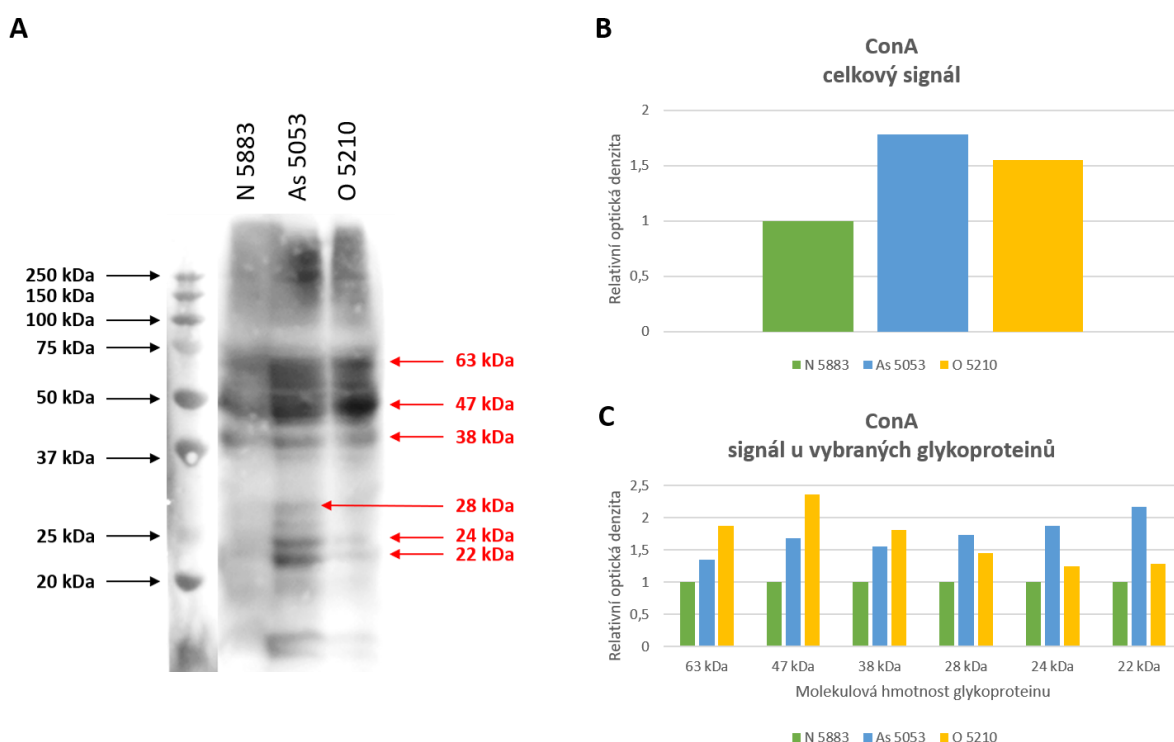 A
N 5883
As 5053
O 5210
250 kDa
150 kDa
100 kDa
75 kDa
50 kDa
37 kDa
25 kDa
20 kDa
63 kDa
47 kDa
38 kDa
28 kDa
24 kDa
22 kDa
B
ConA
celkový signál
Relativní optická denzita
2
1,5
1
0,5
0
N 5883 As 5053 O 5210
C
ConA
signál u vybraných glykoproteinů
Relativní optická denzita
2,5
2
1,5
1
0,5
0
63 kDa 47 kDa 38 kDa 28 kDa 24 kDa 22 kDa
Molekulová hmotnost glykoproteinu
N 5883 As 5053 O 5210